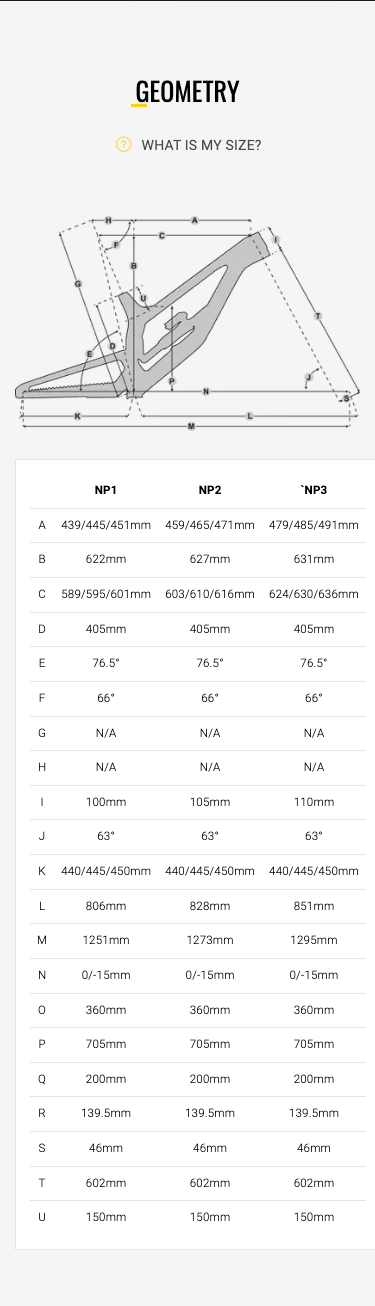 GEOMETRY
? WHAT IS MY SIZE?
H A
C
F
I
B
G
U
T
D
E
P
J
N
S
K L
M
NP1 NP2 `NP3
A 439/445/451mm 459/465/471mm 479/485/491mm
B 622mm 627mm 631mm
C 589/595/601mm 603/610/616mm 624/630/636mm
D 405mm 405mm 405mm
E 76.5° 76.5° 76.5°
F 66° 66° 66°
G N/A N/A N/A
H N/A N/A N/A
I 100mm 105mm 110mm
J 63° 63° 63°
K 440/445/450mm 440/445/450mm 440/445/450mm
L 806mm 828mm 851mm
M 1251mm 1273mm 1295mm
N 0/-15mm 0/-15mm 0/-15mm
O 360mm 360mm 360mm
P 705mm 705mm 705mm
Q 200mm 200mm 200mm
R 139.5mm 139.5mm 139.5mm
S 46mm 46mm 46mm
T 602mm 602mm 602mm
U 150mm 150mm 150mm